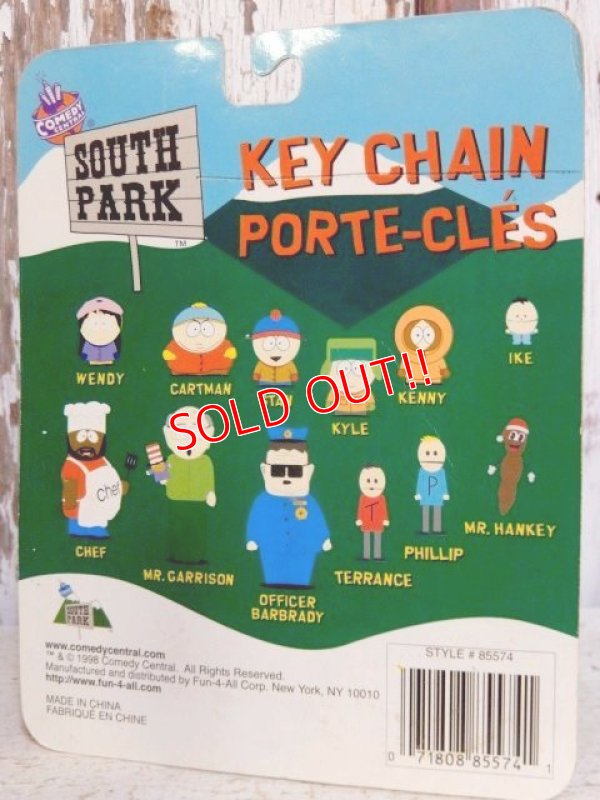 COMEDY
CENTRAL
®
SOUTH
PARK
TM
KEY CHAIN
PORTE-CLÉS
WENDY
CARTMAN
STAN
KYLE
KENNY
IKE
SOLD OUT!!
Chef
T
P
CHEF
MR. GARRISON
OFFICER
BARBRADY
TERRANCE
PHILLIP
MR. HANKEY
SOUTH
PARK
www.comedycentral.com
™ & © 1998 Comedy Central. All Rights Reserved.
Manufactured and distributed by Fun-4-All Corp. New York, NY 10010
http://www.fun-4-all.com
MADE IN CHINA
FABRIQUÉ EN CHINE
STYLE # 85574
0 71808 85574 1